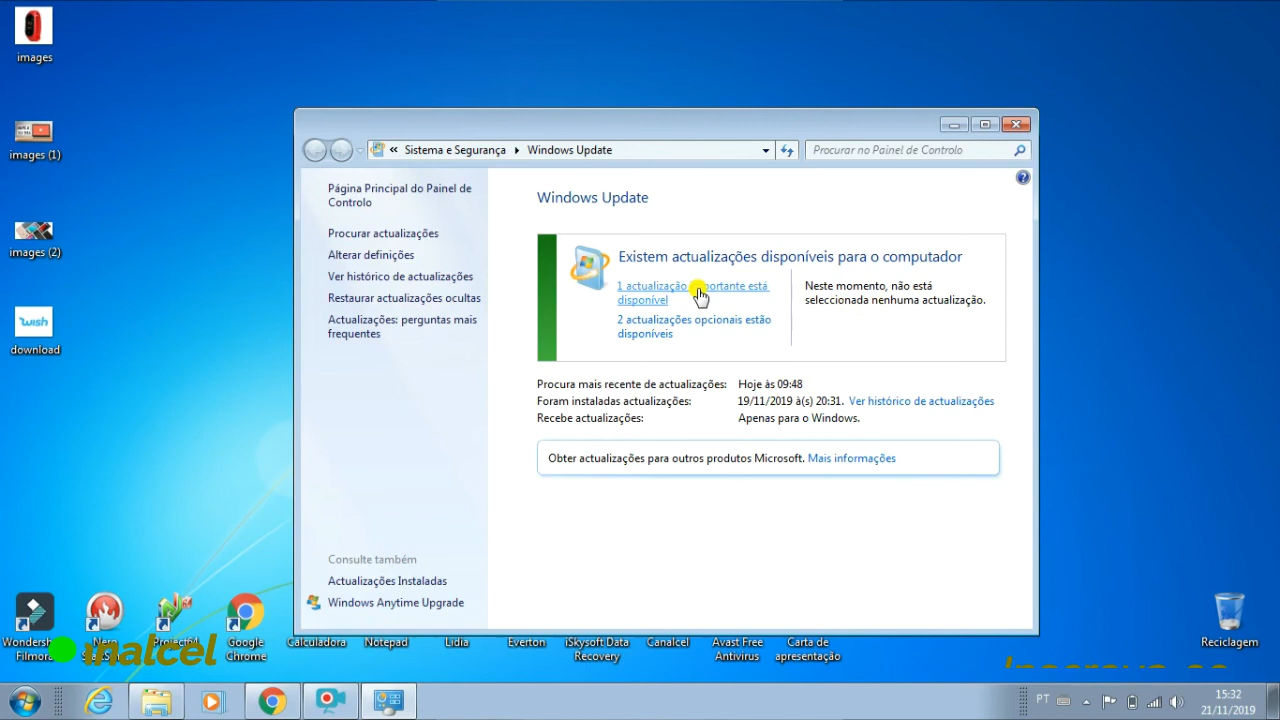 images
images (1)
images (2)
wish
download
Sistema e Segurança
Windows Update
Procurar no Painel de Controlo
Página Principal do Painel de
Controlo
Procurar actualizações
Alterar definições
Ver histórico de actualizações
Restaurar actualizações ocultas
Actualizações: perguntas mais
frequentes
Consulte também
Actualizações Instaladas
Windows Anytime Upgrade
Windows Update
Existem actualizações disponíveis para o computador
1 actualização importante está
disponível
2 actualizações opcionais estão
disponíveis
Neste momento, não está
seleccionada nenhuma actualização.
Procura mais recente de actualizações: Hoje às 09:48
Foram instaladas actualizações: 19/11/2019 à(s) 20:31. Ver histórico de actualizações
Recebe actualizações: Apenas para o Windows.
Obter actualizações para outros produtos Microsoft. Mais informações
Nero
Project64
Google
Chrome
Calculadora
Notepad
Lidia
Everton
iSkysoft Data
Recovery
Canalcel
Avast Free
Antivirus
Carta de
apresentação
Reciclagem
PT
15:32
21/11/2019